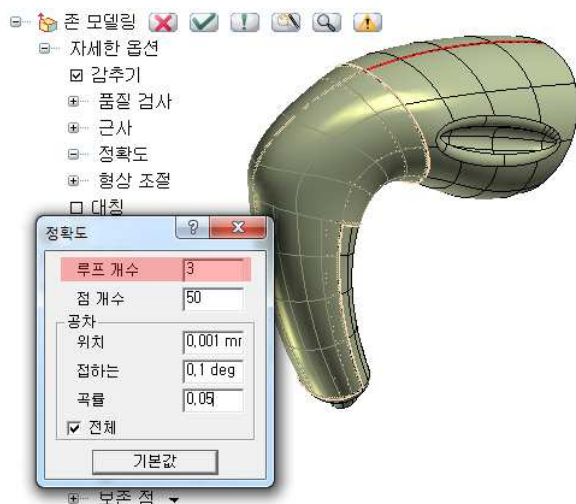 존 모델링
자세한 옵션
감추기
품질 검사
근사
정확도
형상 조절
대칭
정확도
루프 개수 3
점 개수 50
공차
위치 0,001 mr
접하는 0,1 deg
곡률 0,05
전체
기본값
보존 점